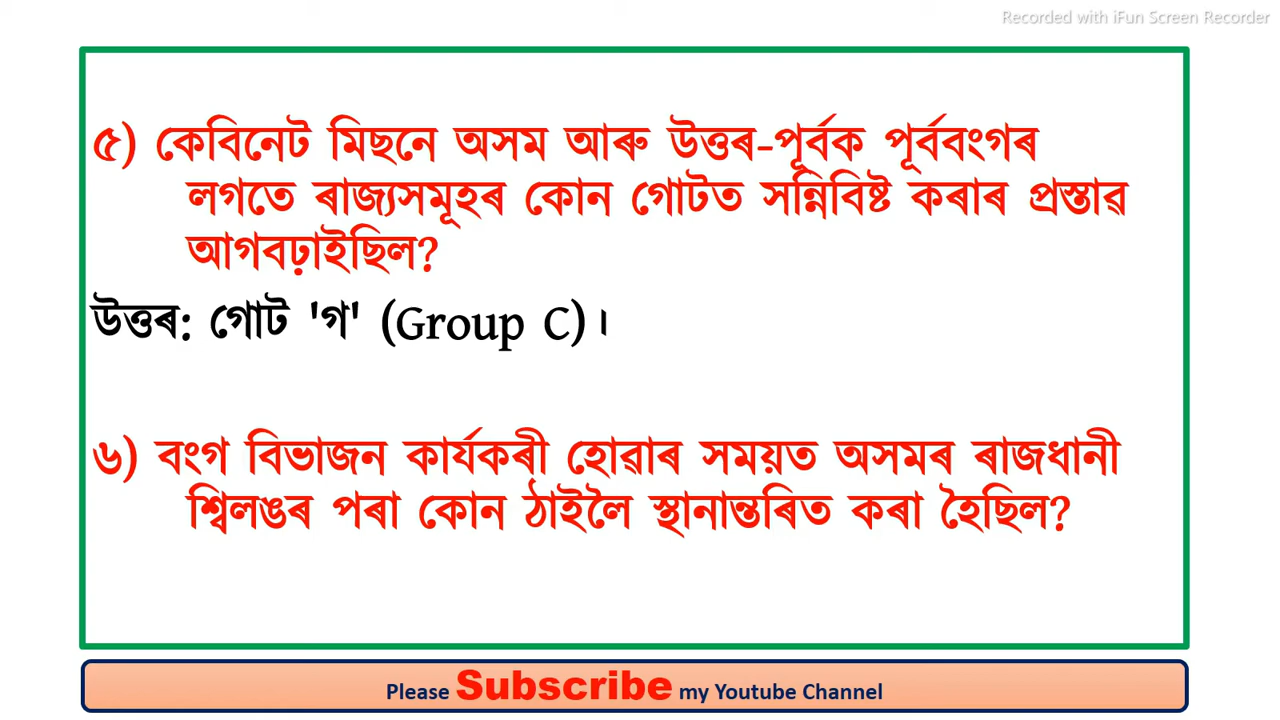 Recorded with iFun Screen Recorder
৫) কেবিনেট মিছনে অসম আৰু উত্তৰ-পূৰ্বক পূৰ্ববংগৰ
লগতে ৰাজ্যসমূহৰ কোন গোটত সন্নিবিষ্ট কৰাৰ প্ৰস্তাৱ
আগবঢ়াইছিল?
উত্তৰ: গোট 'গ' (Group C)।
৬) বংগ বিভাজন কাৰ্যকৰী হোৱাৰ সময়ত অসমৰ ৰাজধানী
শ্বিলঙৰ পৰা কোন ঠাইলৈ স্থানান্তৰিত কৰা হৈছিল?
Please Subscribe my Youtube Channel